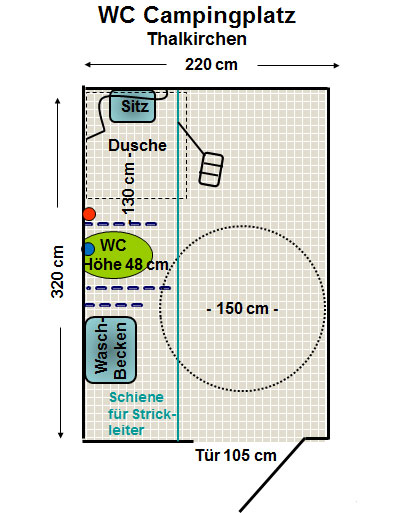 WC Campingplatz
Thalkirchen
220 cm
Sitz
Dusche
- 130 cm -
320 cm
WC
Höhe 48 cm
- 150 cm -
Wasch-
Becken
Schiene
für Strick-
leiter
Tür 105 cm